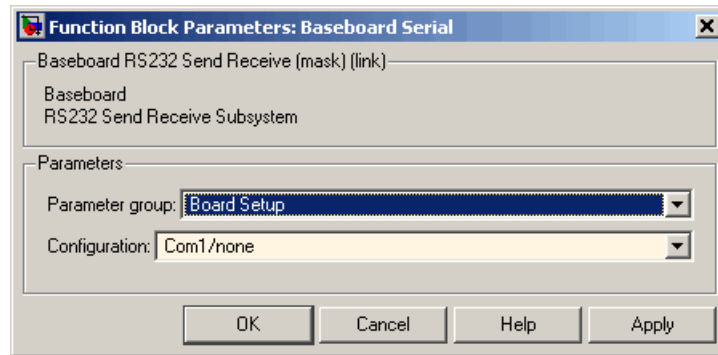 Function Block Parameters: Baseboard Serial
Baseboard RS232 Send Receive (mask) (link)
Baseboard
RS232 Send Receive Subsystem
Parameters
Parameter group: Board Setup
Configuration: Com1/none
OK Cancel Help Apply